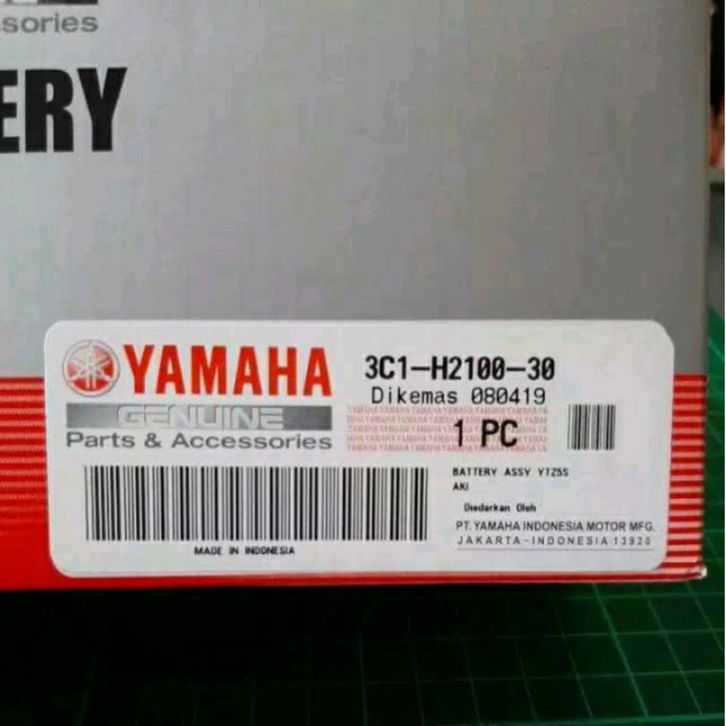 sories
ERY
YAMAHA
GENUINE
Parts & Accessories
MADE IN INDONESIA
3C1-H2100-30
Dikemas 080419
1 PC
BATTERY ASSY YTZ5S
AKI
Diedarkan Oleh
PT. YAMAHA INDONESIA MOTOR MFG.
JAKARTA-INDONESIA 13920